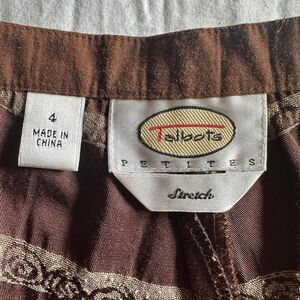 4
MADE IN
CHINA
Talbots
PETITES
Stretch